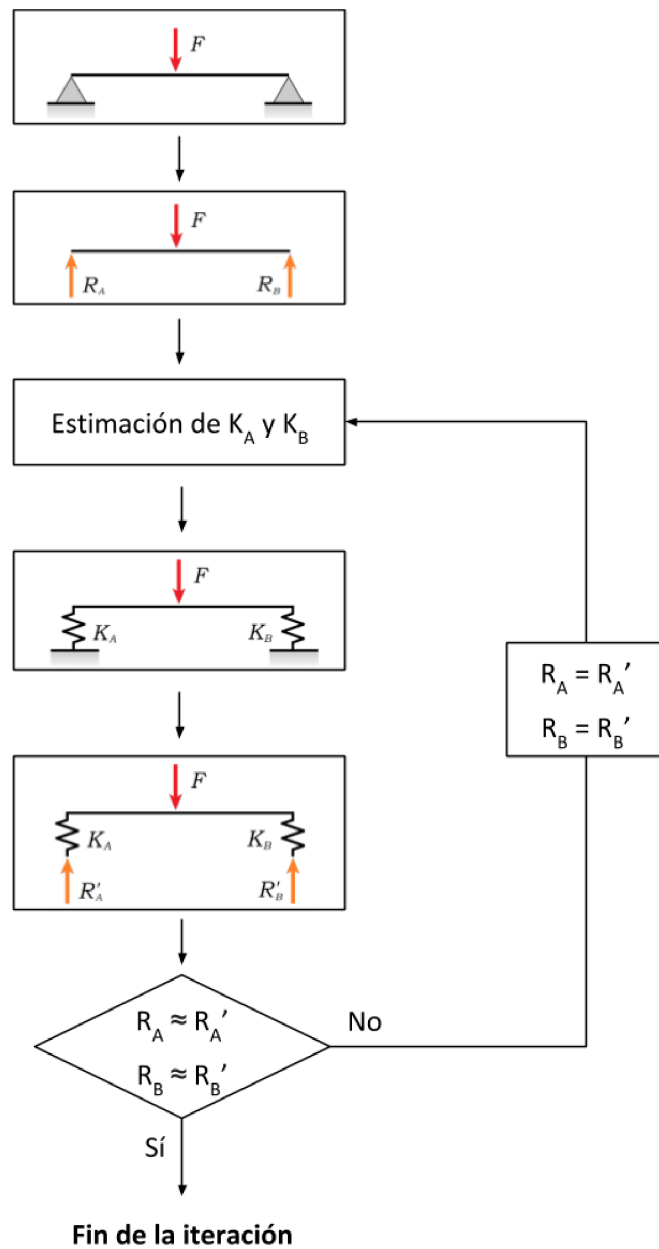 F
F
R_A R_B
Estimación de K_A y K_B
F
K_A K_B
R_A = R_A′
R_B = R_B′
F
K_A K_B
R′_A R′_B
R_A ≈ R_A′
R_B ≈ R_B′
No
Sí
Fin de la iteración